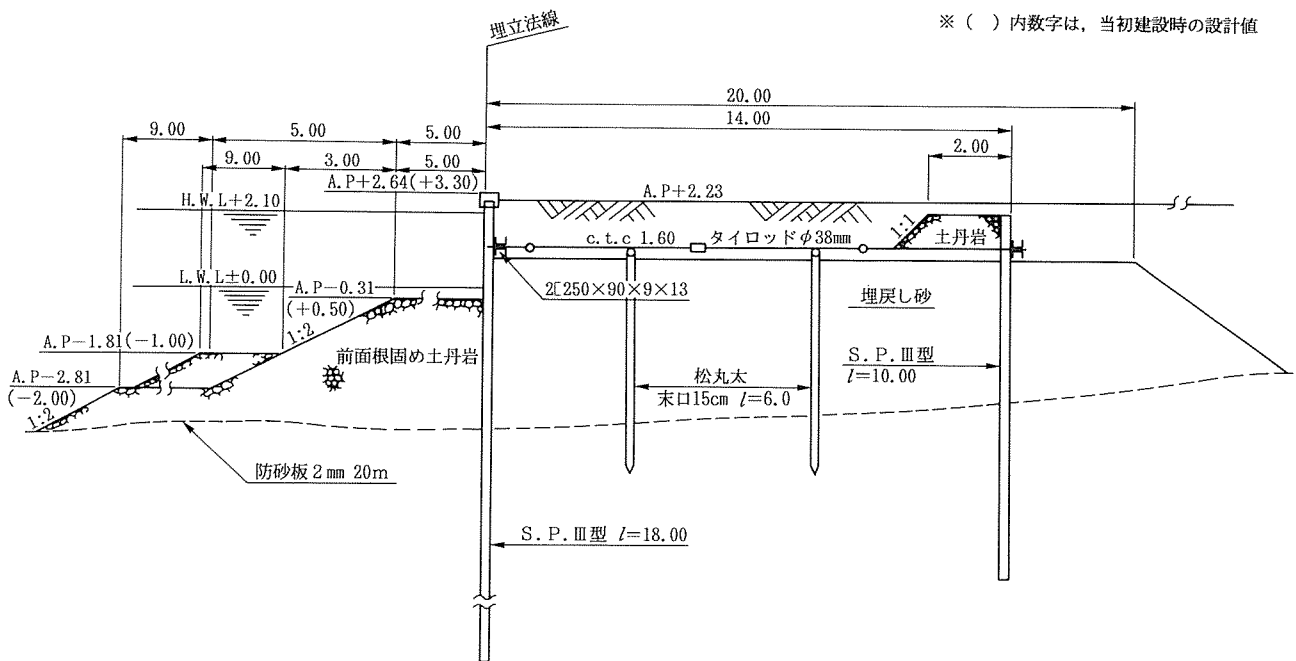 ※（ ）内数字は，当初建設時の設計値
埋立法線
20.00
14.00
9.00
5.00
5.00
2.00
9.00
3.00
5.00
A.P+2.64(+3.30)
A.P+2.23
H.W.L+2.10
1:1
土丹岩
c.t.c 1.60
タイロッドφ38mm
L.W.L±0.00
A.P-0.31
(+0.50)
2[250×90×9×13
埋戻し砂
1:2
A.P-1.81(-1.00)
前面根固め土丹岩
S.P.Ⅲ型
l=10.00
A.P-2.81
(-2.00)
松丸太
末口15cm l=6.0
1:2
防砂板2mm 20m
S.P.Ⅲ型 l=18.00